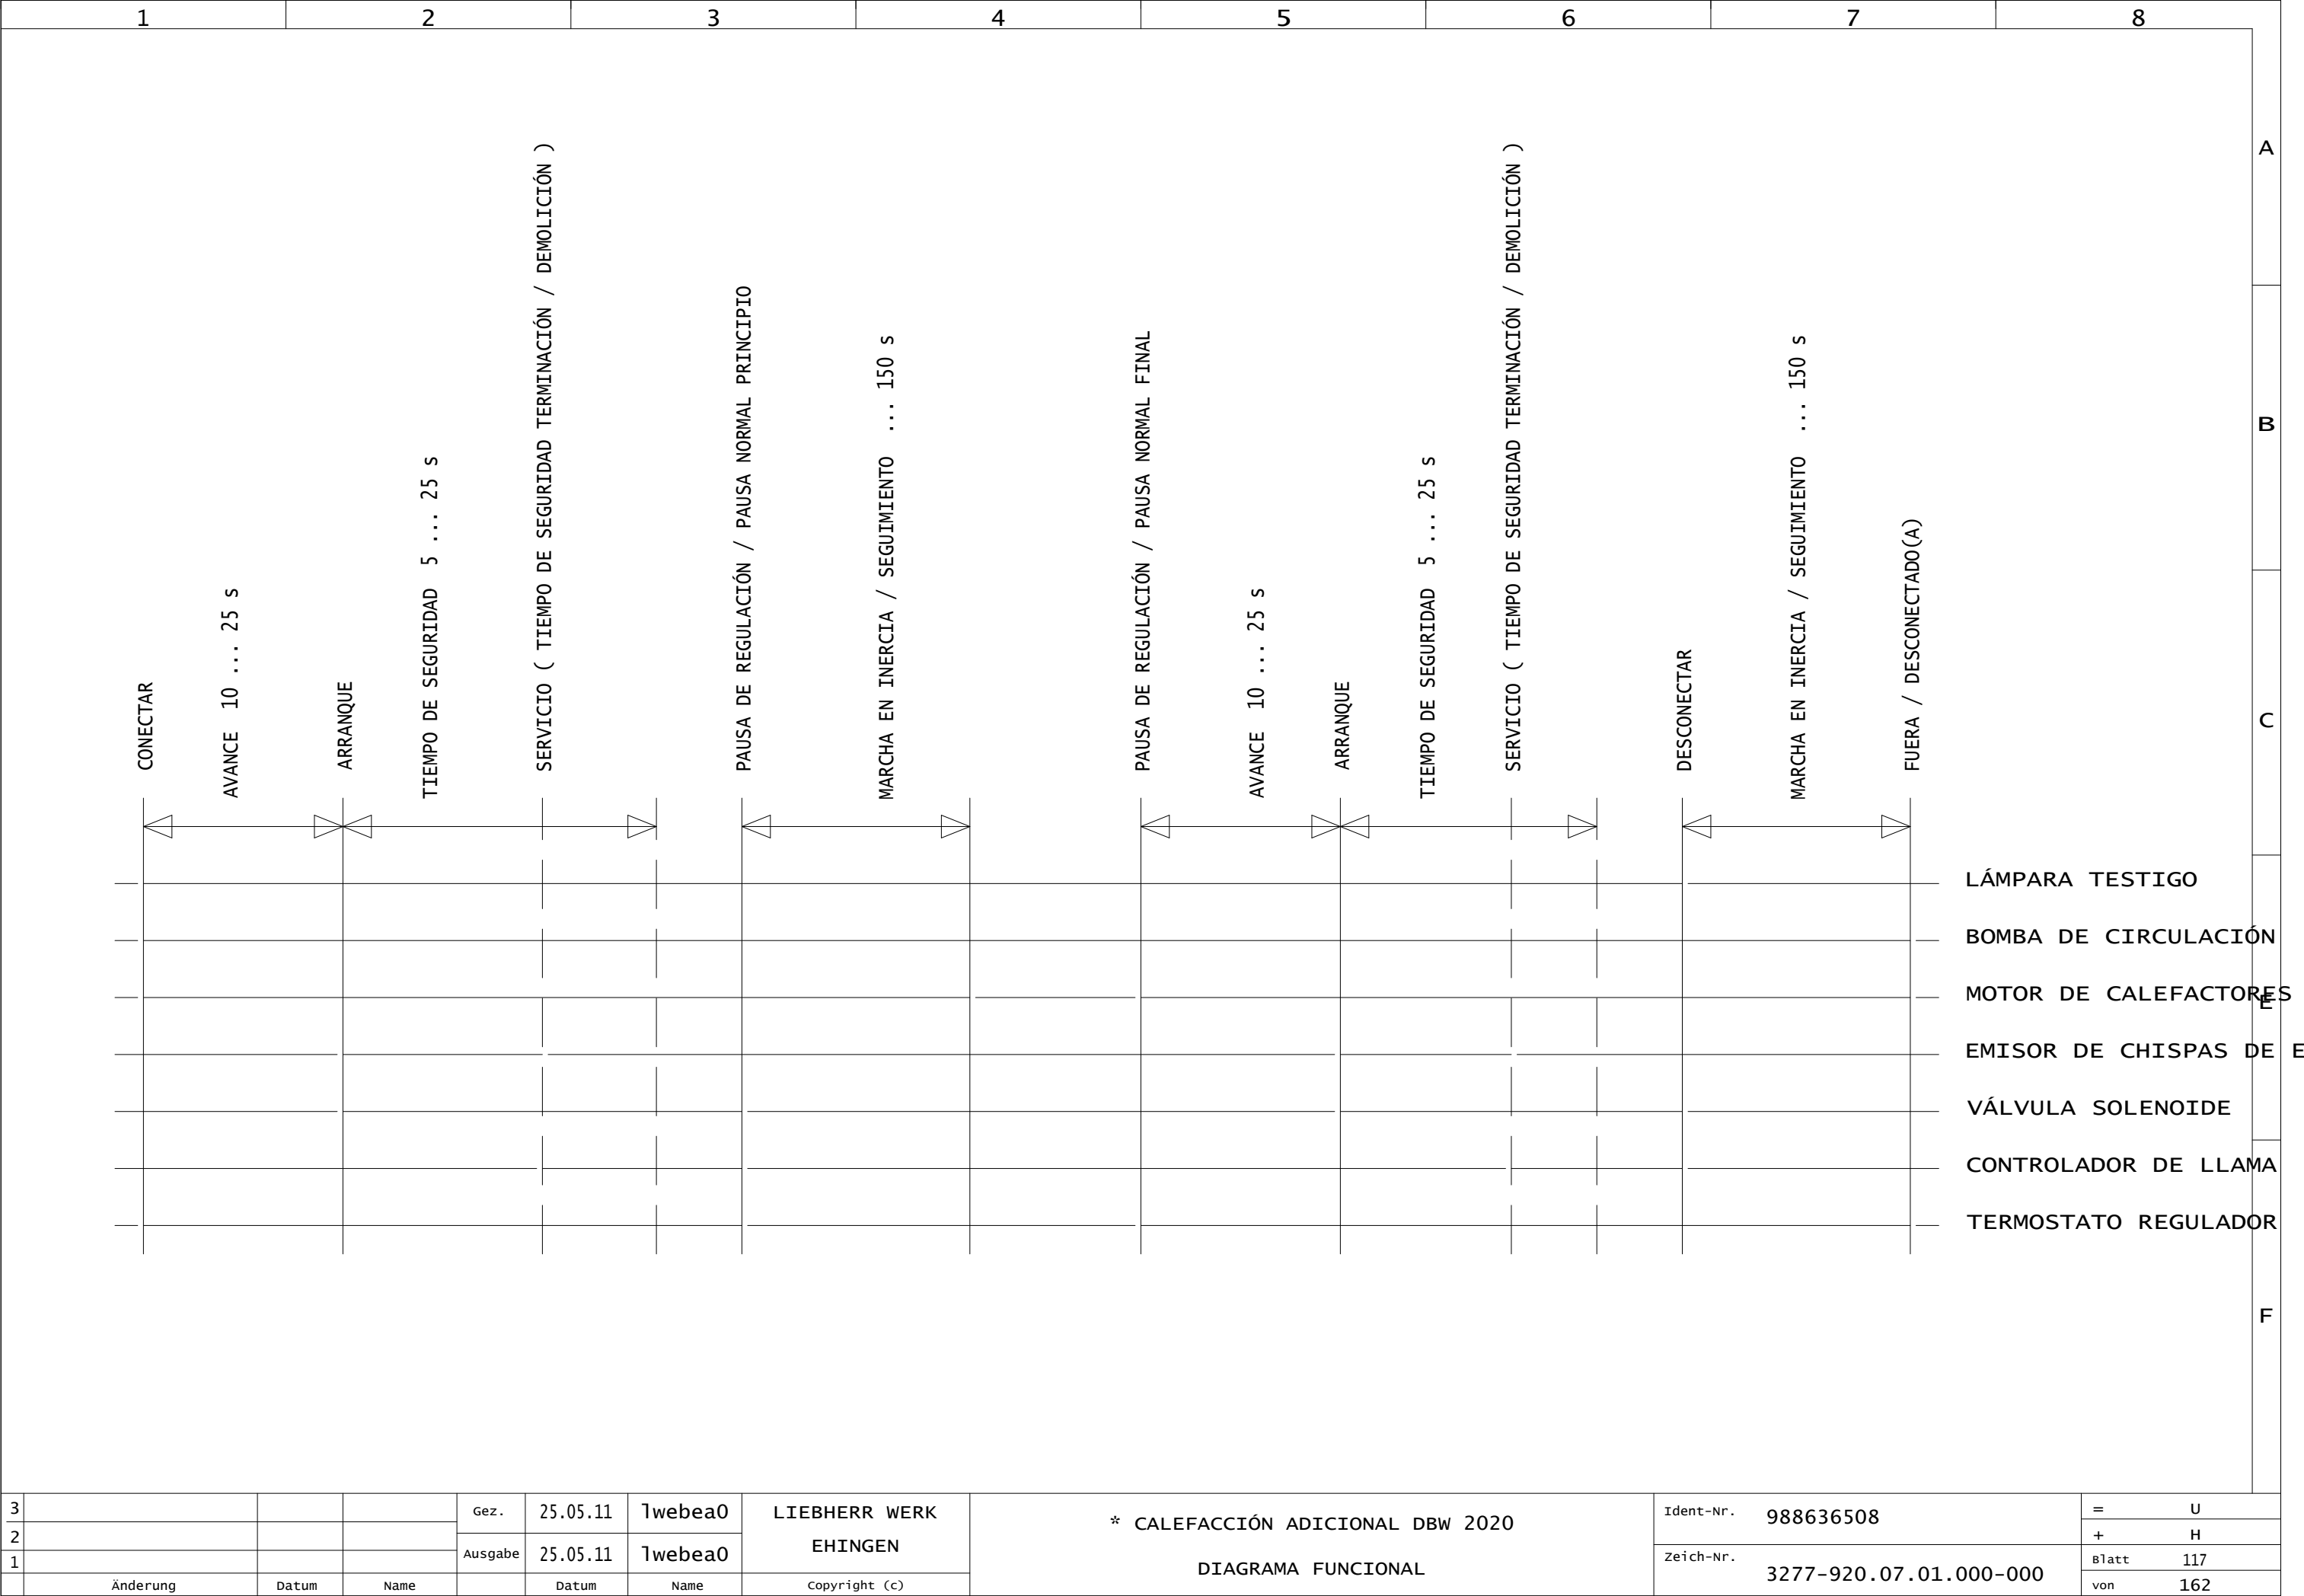 1 2 3 4 5 6 7 8
A
B
C
E
F
CONECTAR
AVANCE 10 ... 25 s
ARRANQUE
TIEMPO DE SEGURIDAD 5 ... 25 s
SERVICIO ( TIEMPO DE SEGURIDAD TERMINACIÓN / DEMOLICIÓN )
PAUSA DE REGULACIÓN / PAUSA NORMAL PRINCIPIO
MARCHA EN INERCIA / SEGUIMIENTO ... 150 s
PAUSA DE REGULACIÓN / PAUSA NORMAL FINAL
AVANCE 10 ... 25 s
ARRANQUE
TIEMPO DE SEGURIDAD 5 ... 25 s
SERVICIO ( TIEMPO DE SEGURIDAD TERMINACIÓN / DEMOLICIÓN )
DESCONECTAR
MARCHA EN INERCIA / SEGUIMIENTO ... 150 s
FUERA / DESCONECTADO(A)
LÁMPARA TESTIGO
BOMBA DE CIRCULACIÓN
MOTOR DE CALEFACTORES
EMISOR DE CHISPAS DE E
VÁLVULA SOLENOIDE
CONTROLADOR DE LLAMA
TERMOSTATO REGULADOR
3
2
1
Änderung Datum Name
Gez. 25.05.11 lwebea0
Ausgabe 25.05.11 lwebea0
Datum Name
LIEBHERR WERK
EHINGEN
Copyright (c)
* CALEFACCIÓN ADICIONAL DBW 2020
DIAGRAMA FUNCIONAL
Ident-Nr. 988636508
Zeich-Nr. 3277-920.07.01.000-000
= U
+ H
Blatt 117
von 162